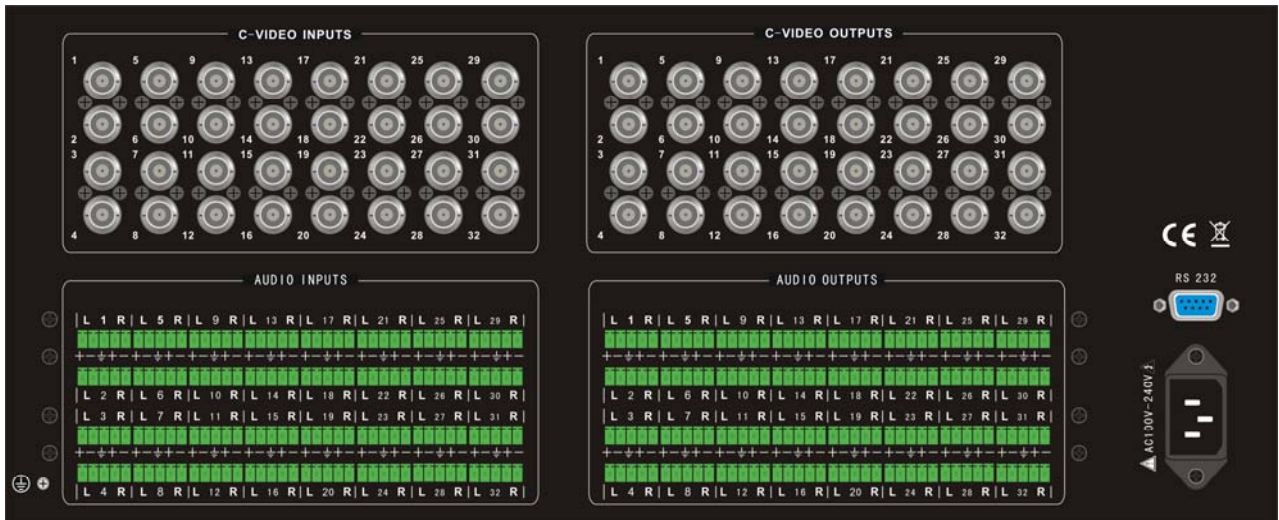 C-VIDEO INPUTS
1 5 9 13 17 21 25 29
2 6 10 14 18 22 26 30
3 7 11 15 19 23 27 31
4 8 12 16 20 24 28 32
C-VIDEO OUTPUTS
1 5 9 13 17 21 25 29
2 6 10 14 18 22 26 30
3 7 11 15 19 23 27 31
4 8 12 16 20 24 28 32
AUDIO INPUTS
L 1 R L 5 R L 9 R L 13 R L 17 R L 21 R L 25 R L 29 R
L 2 R L 6 R L 10 R L 14 R L 18 R L 22 R L 26 R L 30 R
L 3 R L 7 R L 11 R L 15 R L 19 R L 23 R L 27 R L 31 R
L 4 R L 8 R L 12 R L 16 R L 20 R L 24 R L 28 R L 32 R
AUDIO OUTPUTS
L 1 R L 5 R L 9 R L 13 R L 17 R L 21 R L 25 R L 29 R
L 2 R L 6 R L 10 R L 14 R L 18 R L 22 R L 26 R L 30 R
L 3 R L 7 R L 11 R L 15 R L 19 R L 23 R L 27 R L 31 R
L 4 R L 8 R L 12 R L 16 R L 20 R L 24 R L 28 R L 32 R
CE
RS 232
AC100V-240V